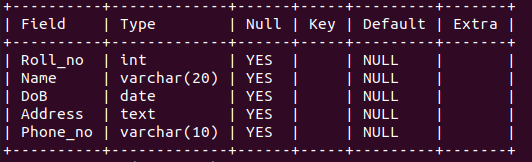 +----------+-------------+------+-----+---------+-------+
| Field    | Type        | Null | Key | Default | Extra |
+----------+-------------+------+-----+---------+-------+
| Roll_no  | int         | YES  |     | NULL    |       |
| Name     | varchar(20) | YES  |     | NULL    |       |
| DoB      | date        | YES  |     | NULL    |       |
| Address  | text        | YES  |     | NULL    |       |
| Phone_no | varchar(10) | YES  |     | NULL    |       |
+----------+-------------+------+-----+---------+-------+